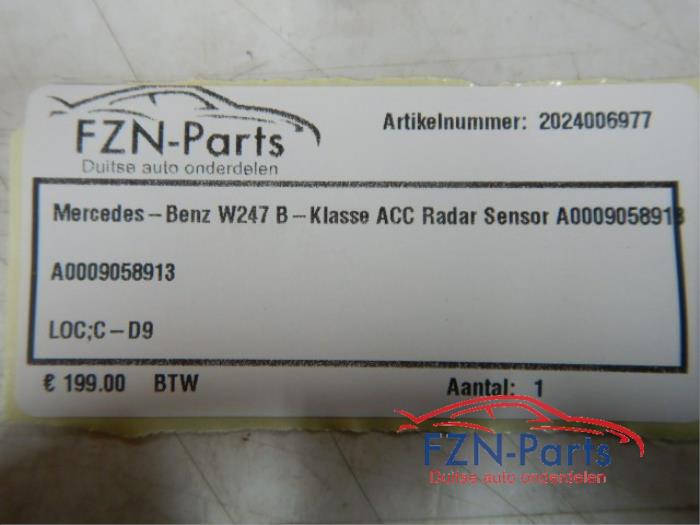 FZN-Parts
Duitse auto onderdelen
Artikelnummer: 2024006977
Mercedes-Benz W247 B-Klasse ACC Radar Sensor A0009058913
A0009058913
LOC;C-D9
€ 199.00 BTW
Aantal: 1
FZN-Parts
Duitse auto onderdelen